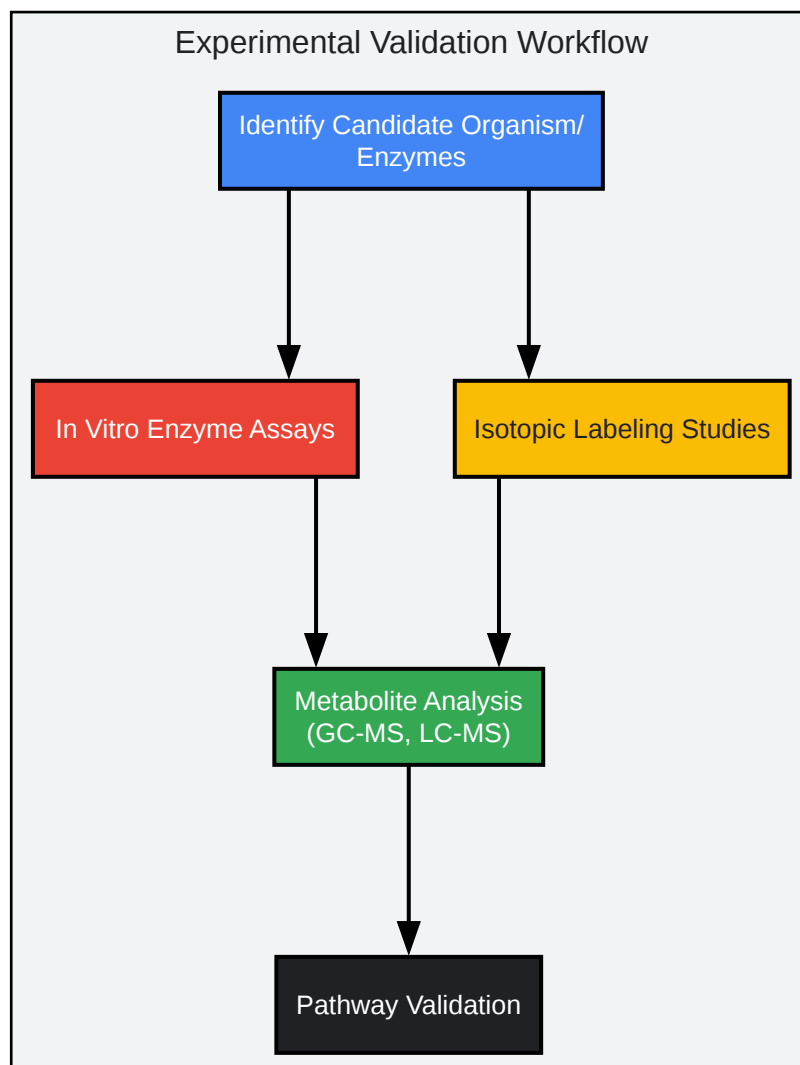 Experimental Validation Workflow
Identify Candidate Organism/
Enzymes
In Vitro Enzyme Assays
Isotopic Labeling Studies
Metabolite Analysis
(GC-MS, LC-MS)
Pathway Validation